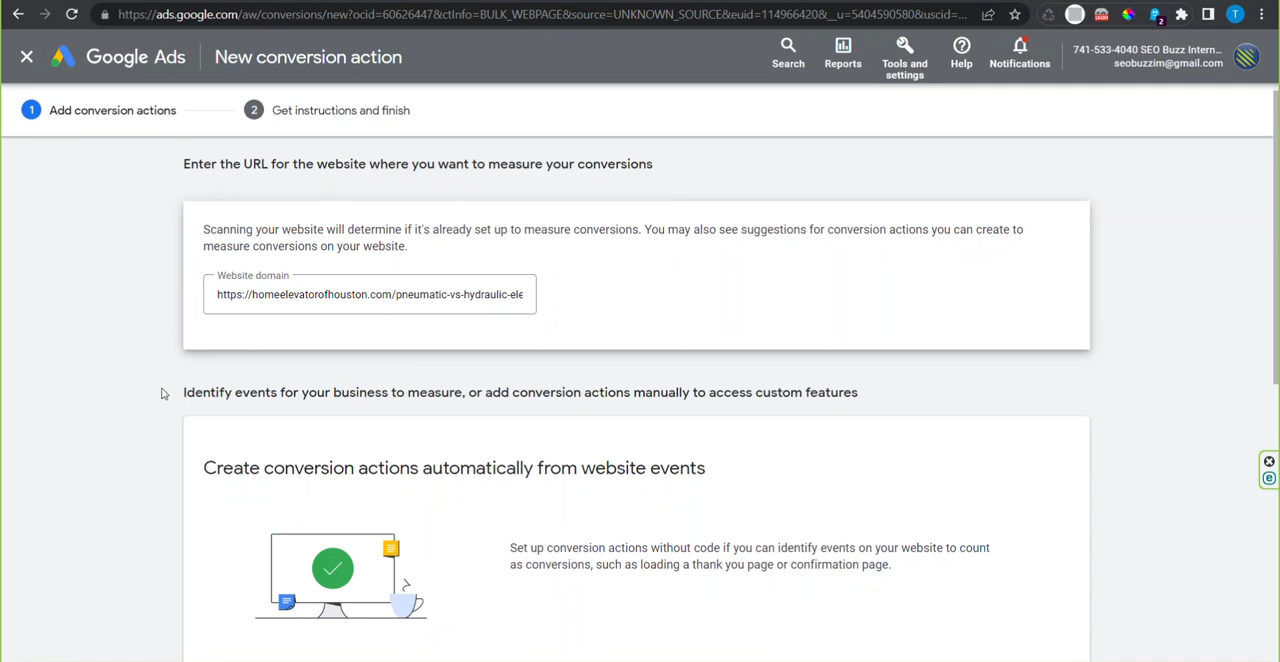 https://ads.google.com/aw/conversions/new?ocid=60626447&ctInfo=BULK_WEBPAGE&source=UNKNOWN_SOURCE&euid=114966420&__u=5404590580&uscid=...
T
2
Google Ads
New conversion action
Search
Reports
Tools and
settings
Help
Notifications
741-533-4040 SEO Buzz Intern...
seobuzzim@gmail.com
1 Add conversion actions
2 Get instructions and finish
Enter the URL for the website where you want to measure your conversions
Scanning your website will determine if it's already set up to measure conversions. You may also see suggestions for conversion actions you can create to
measure conversions on your website.
Website domain
https://homeelevatorofhouston.com/pneumatic-vs-hydraulic-ele
Identify events for your business to measure, or add conversion actions manually to access custom features
Create conversion actions automatically from website events
Set up conversion actions without code if you can identify events on your website to count
as conversions, such as loading a thank you page or confirmation page.